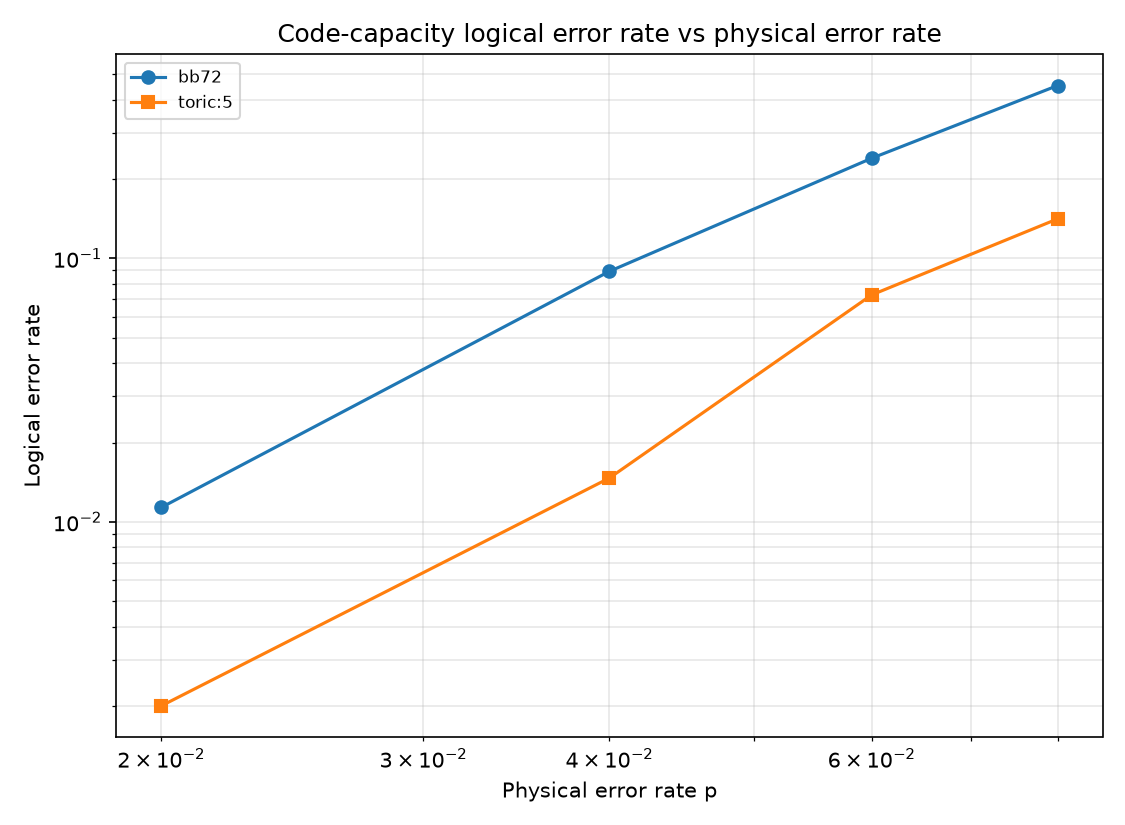 Code-capacity logical error rate vs physical error rate
bb72
toric:5
Logical error rate
10⁻¹
10⁻²
2 × 10⁻² 3 × 10⁻² 4 × 10⁻² 6 × 10⁻²
Physical error rate p